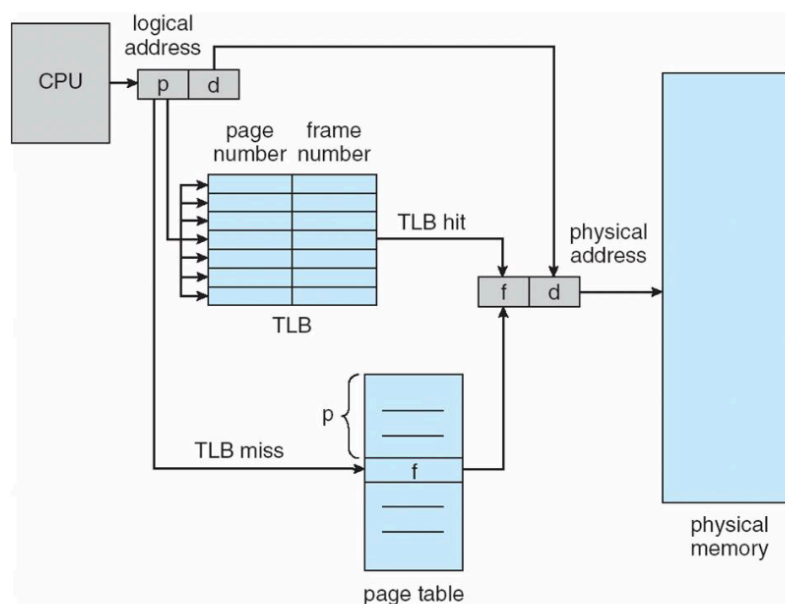 logical
address
CPU
p
d
page
number
frame
number
TLB hit
physical
address
f
d
TLB
p
TLB miss
f
physical
memory
page table